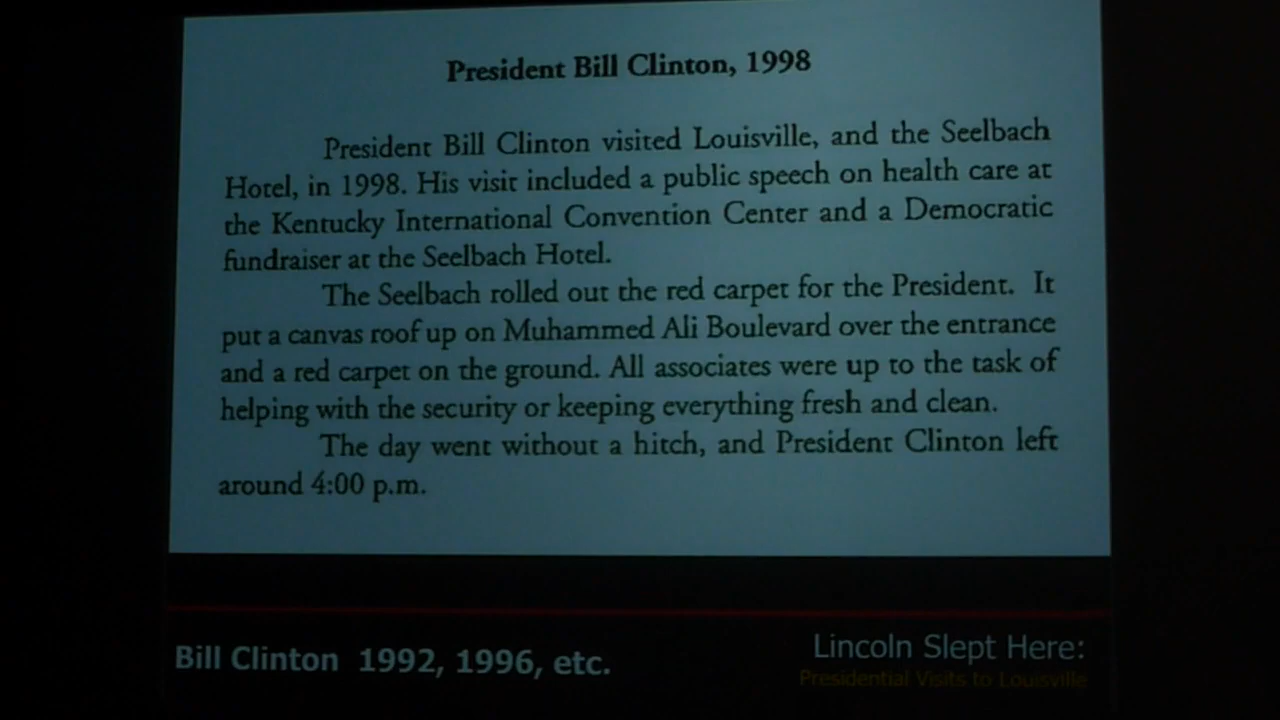 President Bill Clinton, 1998
President Bill Clinton visited Louisville, and the Seelbach
Hotel, in 1998. His visit included a public speech on health care at
the Kentucky International Convention Center and a Democratic
fundraiser at the Seelbach Hotel.
The Seelbach rolled out the red carpet for the President. It
put a canvas roof up on Muhammed Ali Boulevard over the entrance
and a red carpet on the ground. All associates were up to the task of
helping with the security or keeping everything fresh and clean.
The day went without a hitch, and President Clinton left
around 4:00 p.m.
Bill Clinton 1992, 1996, etc.
Lincoln Slept Here:
Presidential Visits to Louisville